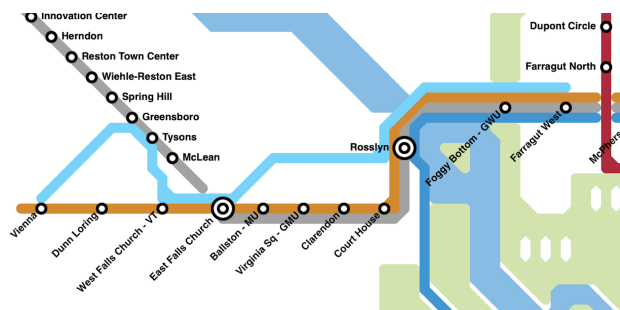 Innovation Center
Herndon
Dupont Circle
Reston Town Center
Farragut North
Wiehle-Reston East
Spring Hill
Greensboro
Tysons
McLean
Rosslyn
Foggy Bottom - GWU
Farragut West
Vienna
Dunn Loring
West Falls Church - VT
East Falls Church
Ballston - MU
Virginia Sq - GMU
Clarendon
Court House